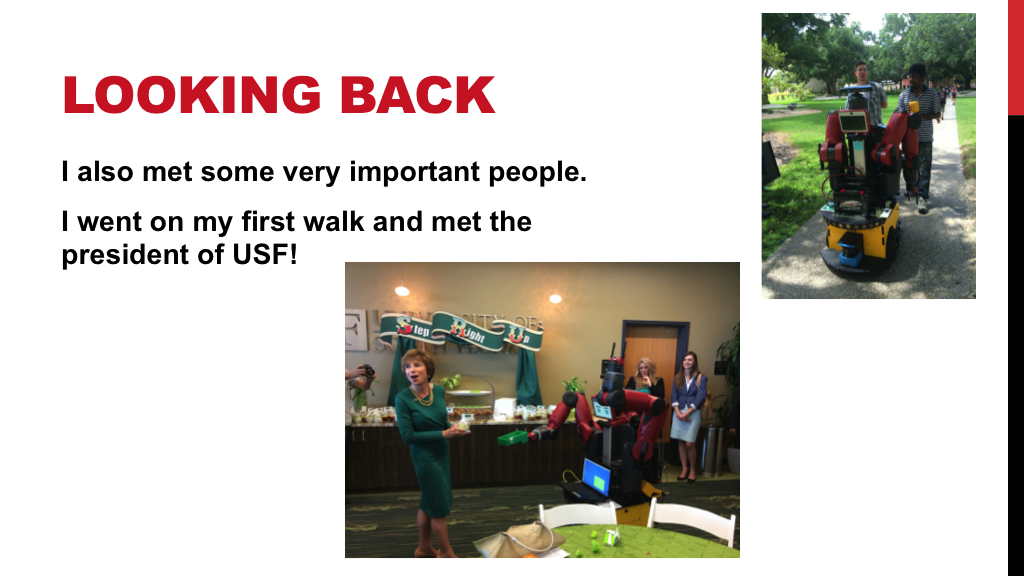 LOOKING BACK
I also met some very important people.
I went on my first walk and met the
president of USF!
Step Right Up